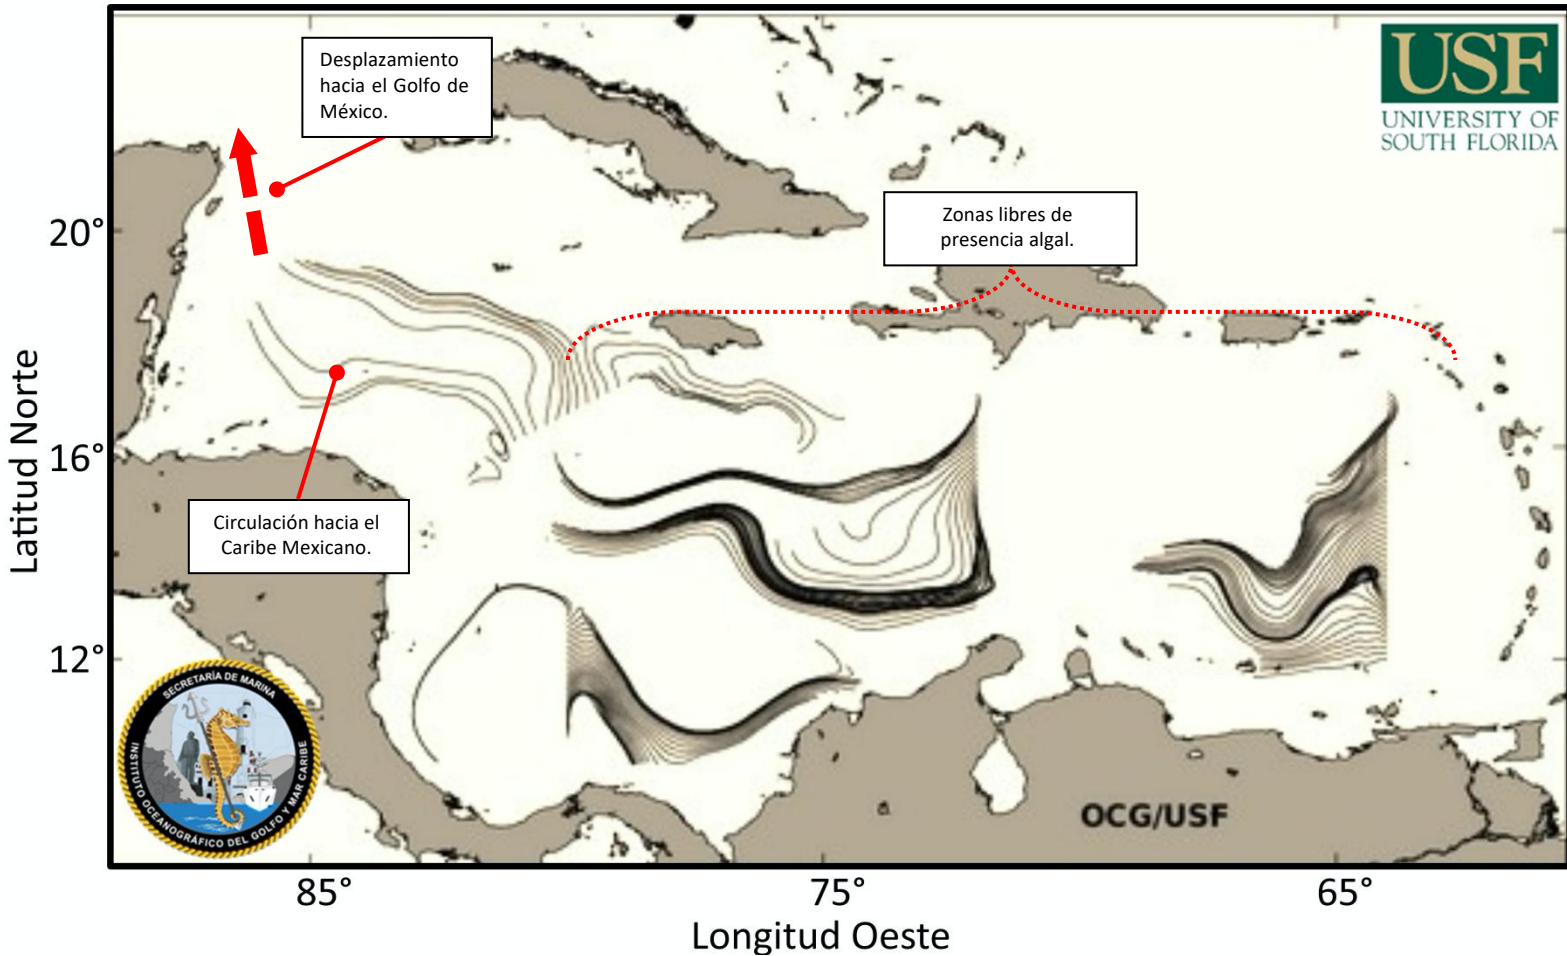 Desplazamiento
hacia el Golfo de
México.
USF
UNIVERSITY OF
SOUTH FLORIDA
Zonas libres de
presencia algal.
20°
16°
12°
Latitud Norte
Circulación hacia el
Caribe Mexicano.
SECRETARÍA DE MARINA
INSTITUTO OCEANOGRÁFICO DEL GOLFO Y MAR CARIBE
OCG/USF
85°
75°
65°
Longitud Oeste